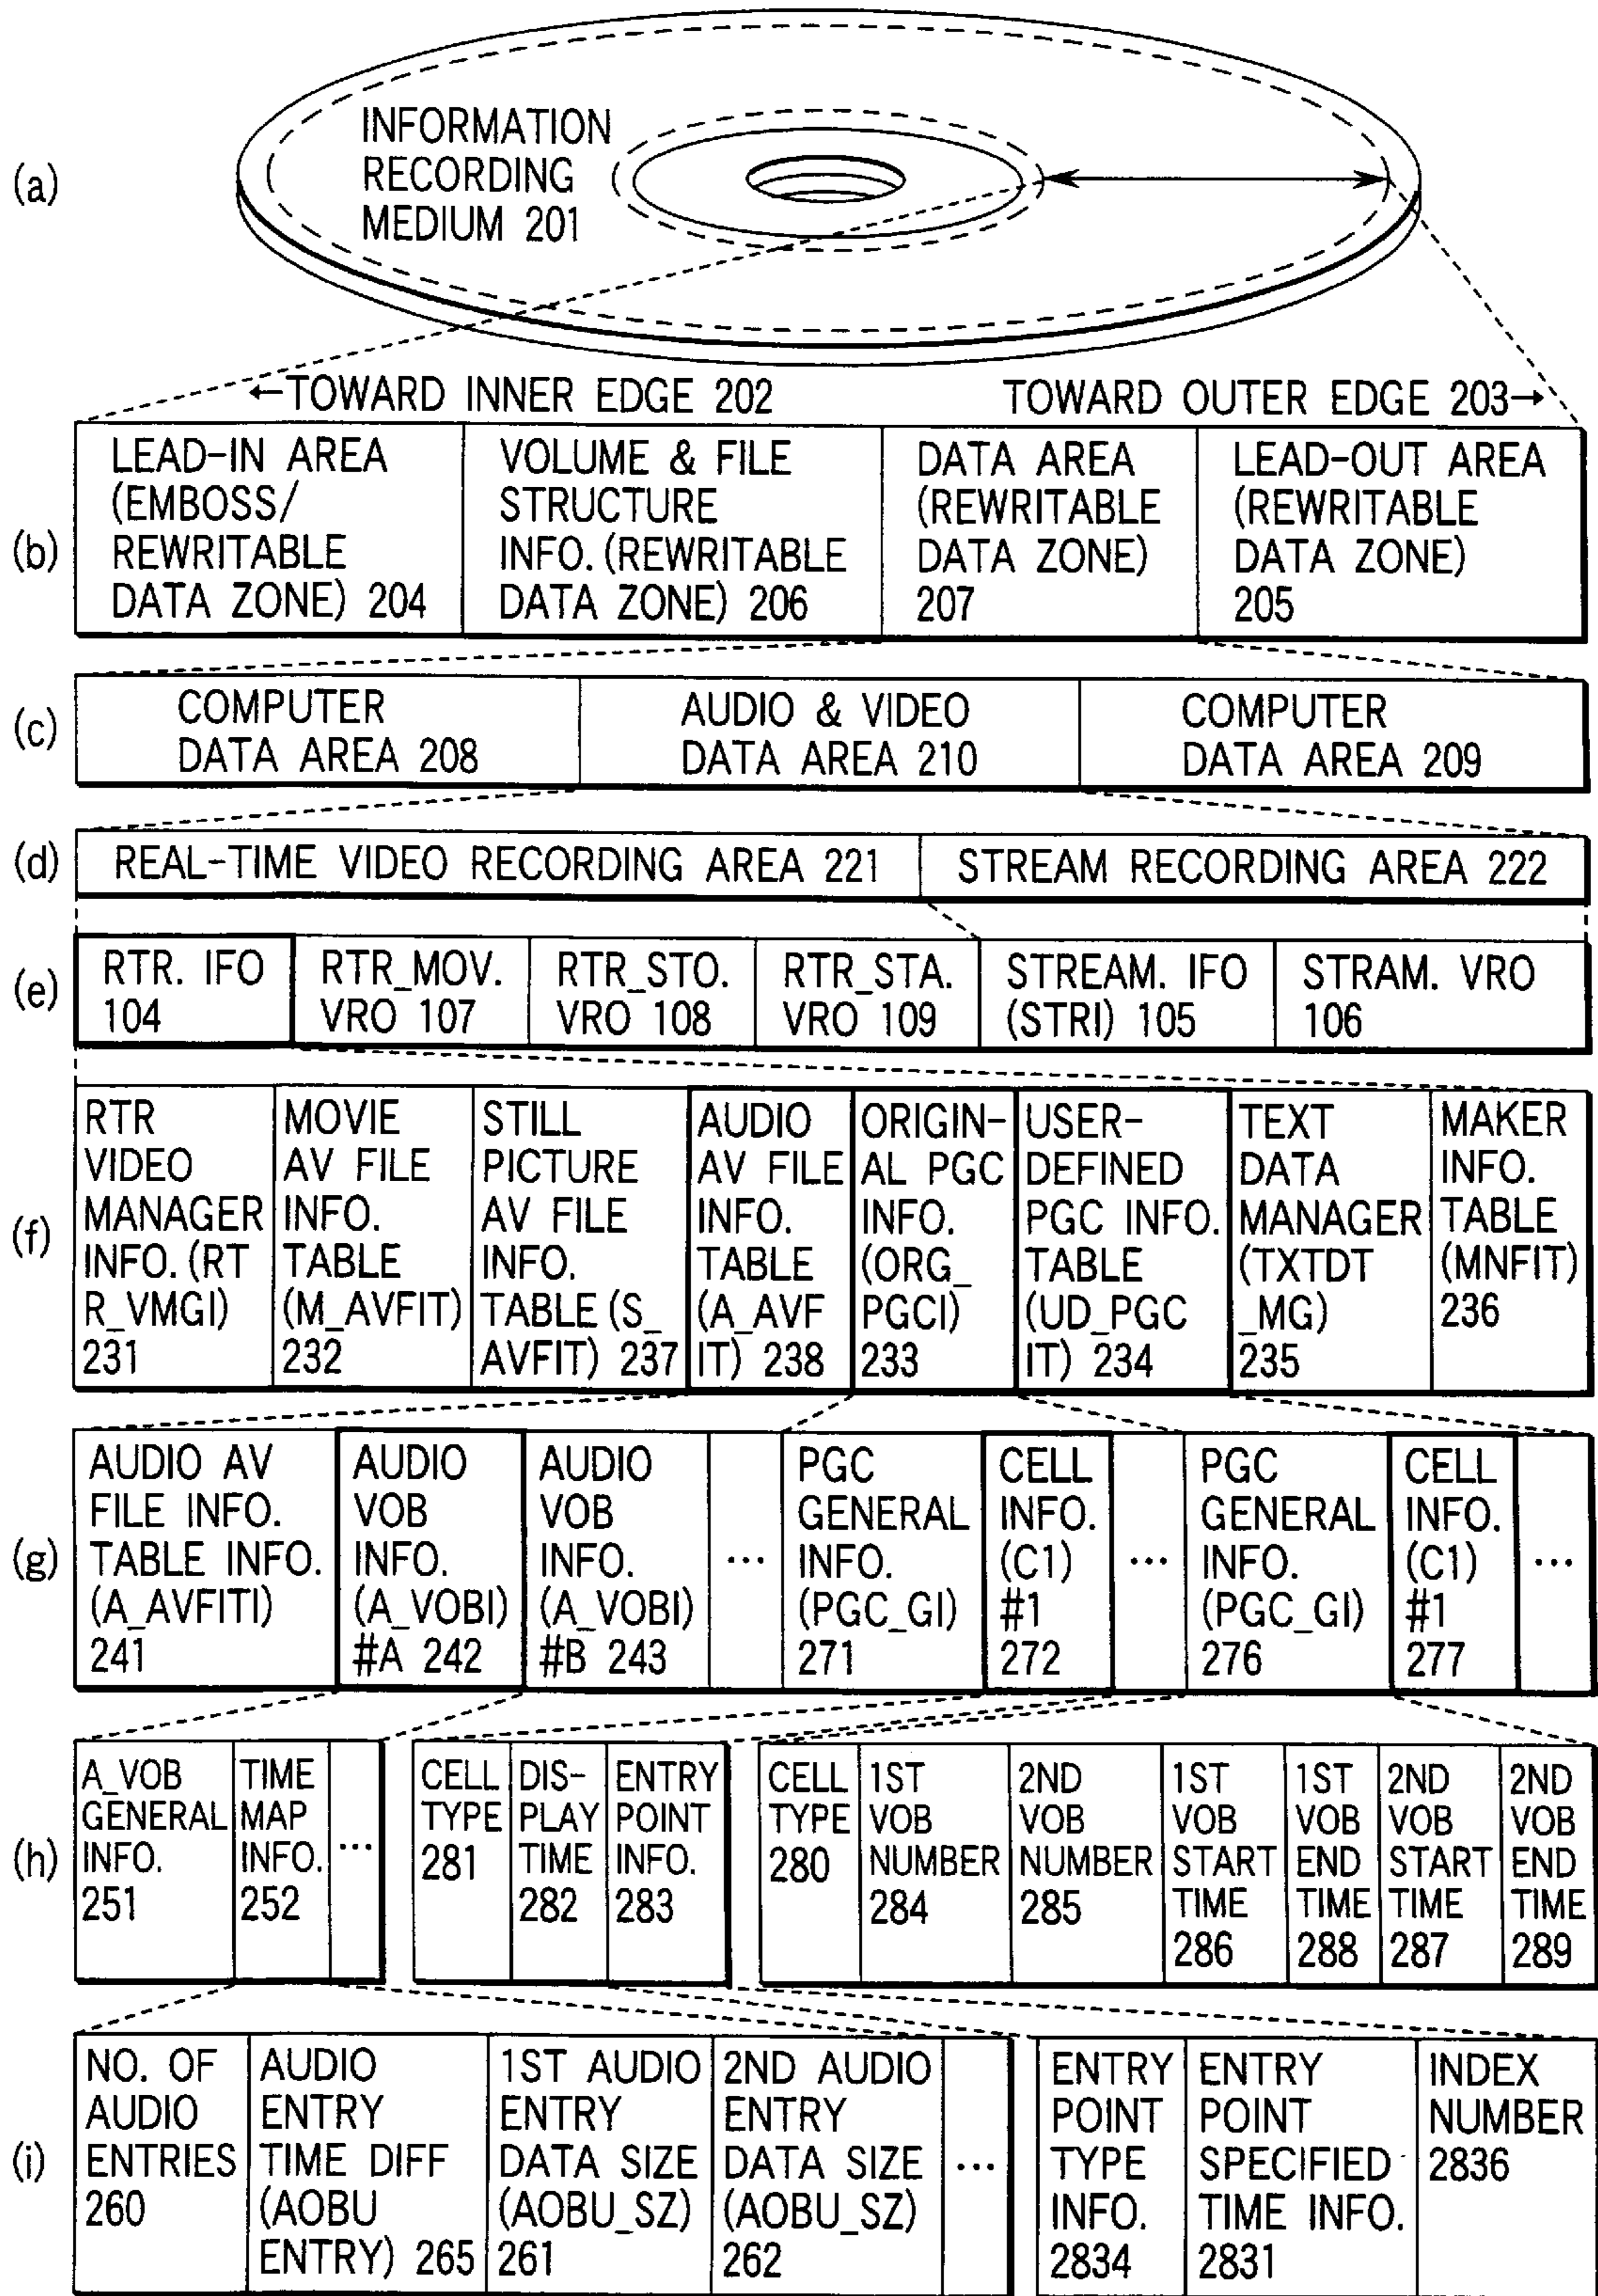 (a)
INFORMATION
RECORDING
MEDIUM 201
←TOWARD INNER EDGE 202
TOWARD OUTER EDGE 203→
(b)
LEAD-IN AREA
(EMBOSS/
REWRITABLE
DATA ZONE) 204
VOLUME & FILE
STRUCTURE
INFO. (REWRITABLE
DATA ZONE) 206
DATA AREA
(REWRITABLE
DATA ZONE)
207
LEAD-OUT AREA
(REWRITABLE
DATA ZONE)
205
(c)
COMPUTER
DATA AREA 208
AUDIO & VIDEO
DATA AREA 210
COMPUTER
DATA AREA 209
(d)
REAL-TIME VIDEO RECORDING AREA 221
STREAM RECORDING AREA 222
(e)
RTR. IFO
104
RTR_MOV.
VRO 107
RTR_STO.
VRO 108
RTR_STA.
VRO 109
STREAM. IFO
(STRI) 105
STRAM. VRO
106
(f)
RTR
VIDEO
MANAGER
INFO. (RT
R_VMGI)
231
MOVIE
AV FILE
INFO.
TABLE
(M_AVFIT)
232
STILL
PICTURE
AV FILE
INFO.
TABLE (S_
AVFIT) 237
AUDIO
AV FILE
INFO.
TABLE
(A_AVF
IT) 238
ORIGIN-
AL PGC
INFO.
(ORG_
PGCI)
233
USER-
DEFINED
PGC INFO.
TABLE
(UD_PGC
IT) 234
TEXT
DATA
MANAGER
(TXTDT
_MG)
235
MAKER
INFO.
TABLE
(MNFIT)
236
(g)
AUDIO AV
FILE INFO.
TABLE INFO.
(A_AVFITI)
241
AUDIO
VOB
INFO.
(A_VOBI)
#A 242
AUDIO
VOB
INFO.
(A_VOBI)
#B 243
...
PGC
GENERAL
INFO.
(PGC_GI)
271
CELL
INFO.
(C1)
#1
272
...
PGC
GENERAL
INFO.
(PGC_GI)
276
CELL
INFO.
(C1)
#1
277
...
(h)
A_VOB
GENERAL
INFO.
251
TIME
MAP
INFO.
252
...
CELL
TYPE
281
DIS-
PLAY
TIME
282
ENTRY
POINT
INFO.
283
CELL
TYPE
280
1ST
VOB
NUMBER
284
2ND
VOB
NUMBER
285
1ST
VOB
START
TIME
286
1ST
VOB
END
TIME
288
2ND
VOB
START
TIME
287
2ND
VOB
END
TIME
289
(i)
NO. OF
AUDIO
ENTRIES
260
AUDIO
ENTRY
TIME DIFF
(AOBU
ENTRY) 265
1ST AUDIO
ENTRY
DATA SIZE
(AOBU_SZ)
261
2ND AUDIO
ENTRY
DATA SIZE
(AOBU_SZ)
262
...
ENTRY
POINT
TYPE
INFO.
2834
ENTRY
POINT
SPECIFIED
TIME INFO.
2831
INDEX
NUMBER
2836